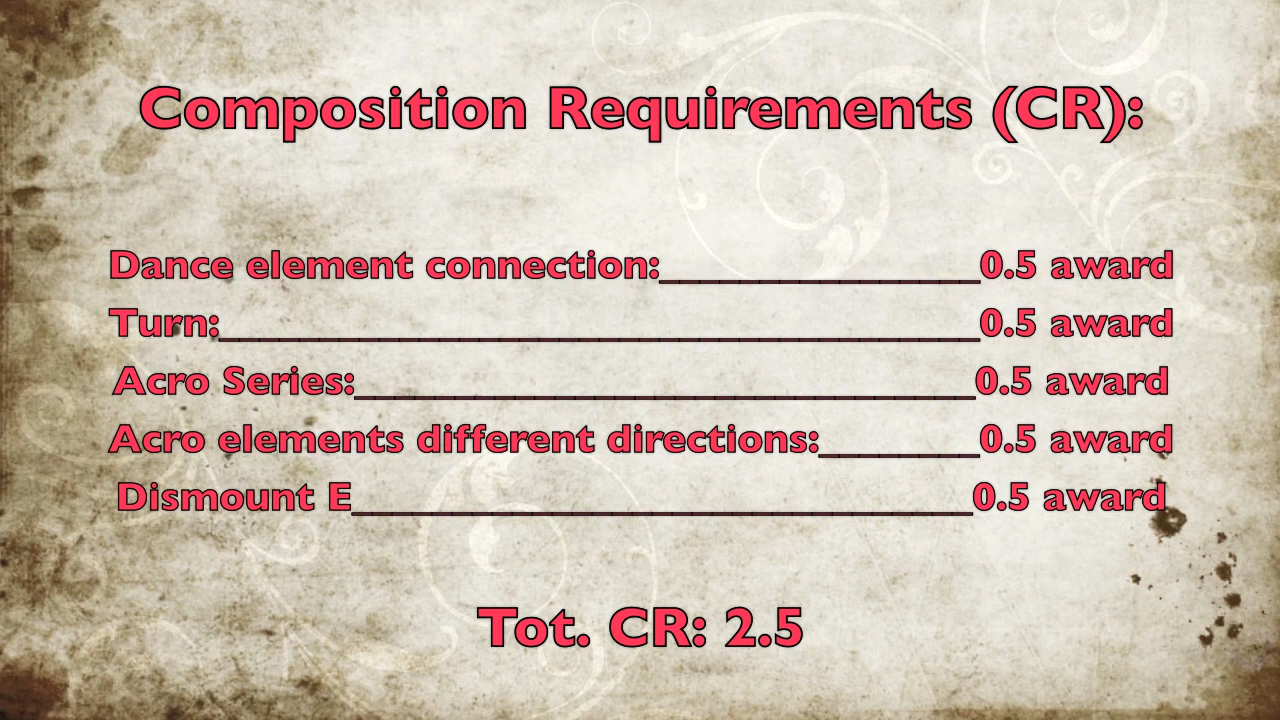 Composition Requirements (CR):
Dance element connection:________________0.5 award
Turn:______________________________________0.5 award
Acro Series:_______________________________0.5 award
Acro elements different directions:________0.5 award
Dismount E_______________________________0.5 award
Tot. CR: 2.5